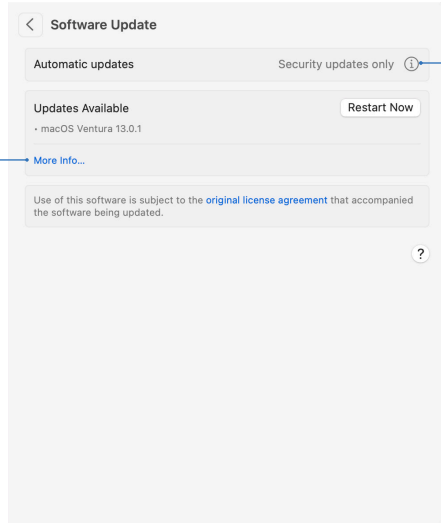 Software Update
Automatic updates Security updates only
Updates Available Restart Now
• macOS Ventura 13.0.1
More Info...
Use of this software is subject to the original license agreement that accompanied
the software being updated.
?